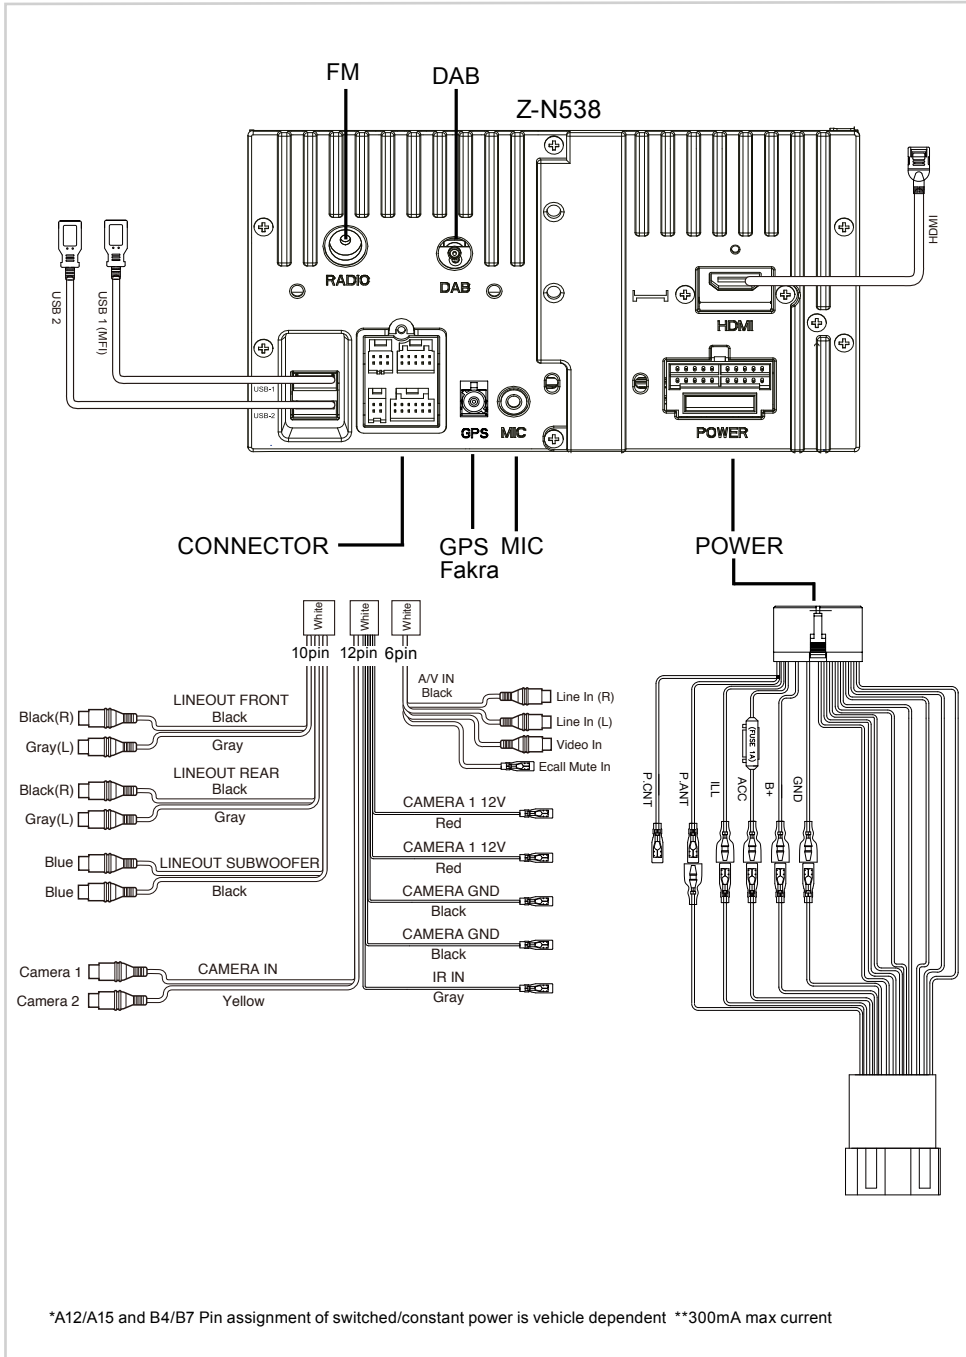 FM
DAB
Z-N538
HDMI
USB 2
USB 1 (MFI)
RADIO
DAB
HDMI
USB-1
USB-2
GPS
MIC
POWER
CONNECTOR
GPS
Fakra
MIC
POWER
White
White
White
10pin
12pin
6pin
A/V IN
Black
Line In (R)
Line In (L)
Video In
Ecall Mute In
LINEOUT FRONT
Black(R)
Black
Gray(L)
Gray
LINEOUT REAR
Black(R)
Black
Gray(L)
Gray
Blue
LINEOUT SUBWOOFER
Blue
Black
CAMERA 1 12V
Red
CAMERA 1 12V
Red
CAMERA GND
Black
CAMERA GND
Black
IR IN
Gray
Camera 1
CAMERA IN
Camera 2
Yellow
P.CNT
P.ANT
ILL
ACC
(FUSE 1A)
B+
GND
*A12/A15 and B4/B7 Pin assignment of switched/constant power is vehicle dependent **300mA max current